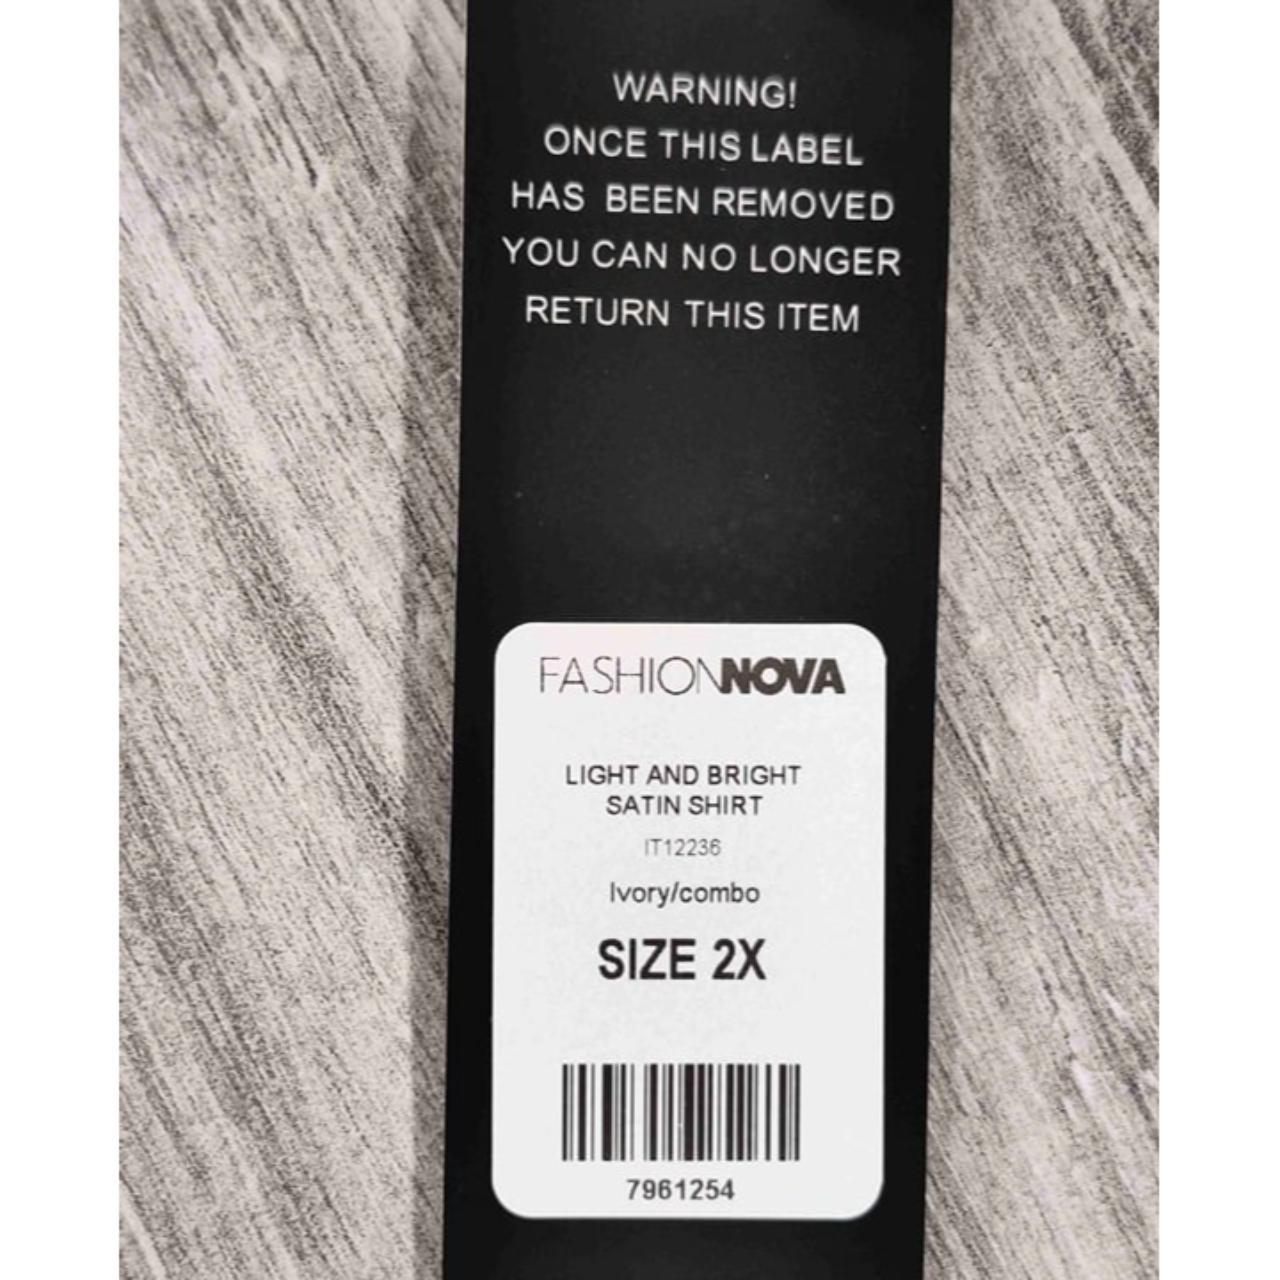 WARNING!
ONCE THIS LABEL
HAS BEEN REMOVED
YOU CAN NO LONGER
RETURN THIS ITEM
FASHIONNOVA
LIGHT AND BRIGHT
SATIN SHIRT
IT12236
Ivory/combo
SIZE 2X
7961254